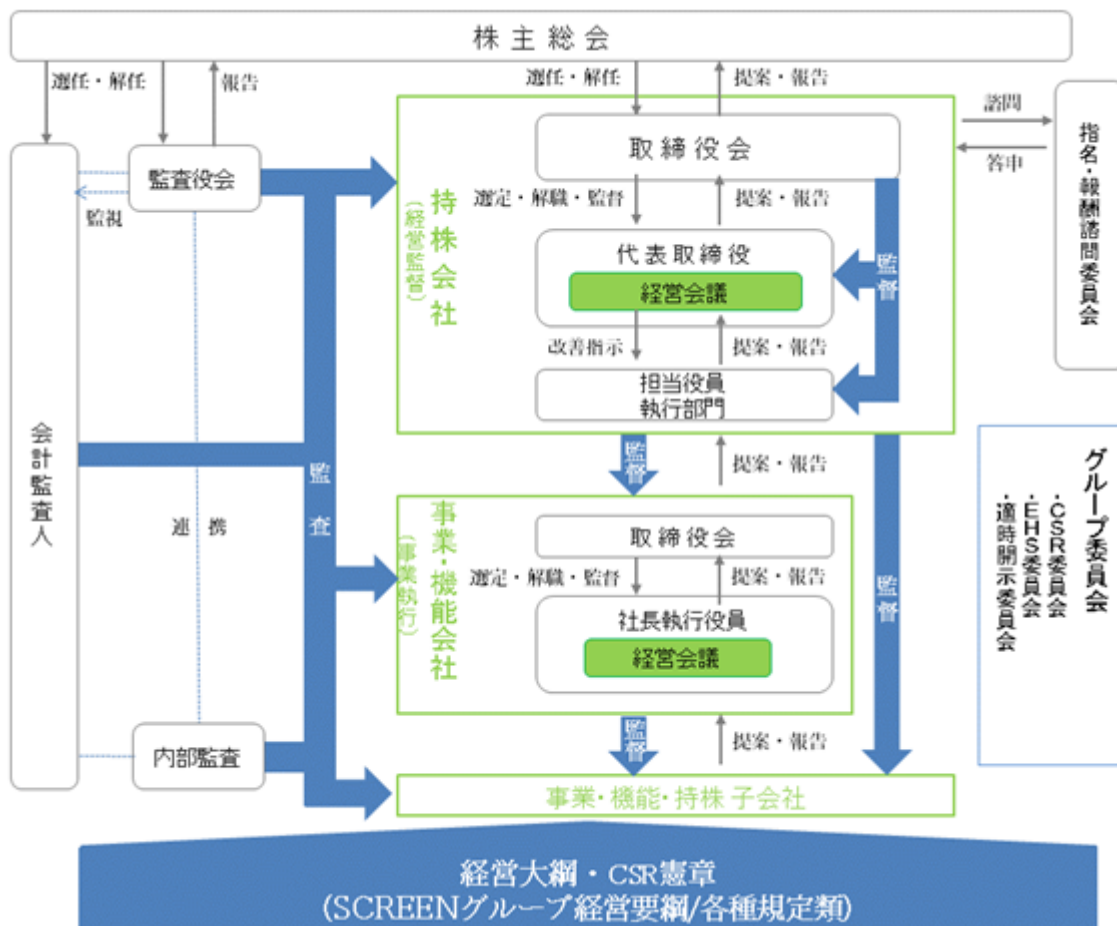 株主総会
選任・解任
報告
選任・解任
提案・報告
諮問
答申
指名・報酬諮問委員会
監査役会
監視
会計監査人
連携
内部監査
監査
持株会社
(経営監督)
取締役会
選定・解職・監督
提案・報告
代表取締役
経営会議
改善指示
提案・報告
担当役員
執行部門
監督
監督
提案・報告
事業・機能会社
(事業執行)
取締役会
選定・解職・監督
提案・報告
社長執行役員
経営会議
監督
監督
提案・報告
事業・機能・持株 子会社
グループ委員会
・CSR委員会
・EHS委員会
・適時開示委員会
経営大綱・CSR憲章
(SCREENグループ経営要綱/各種規定類)